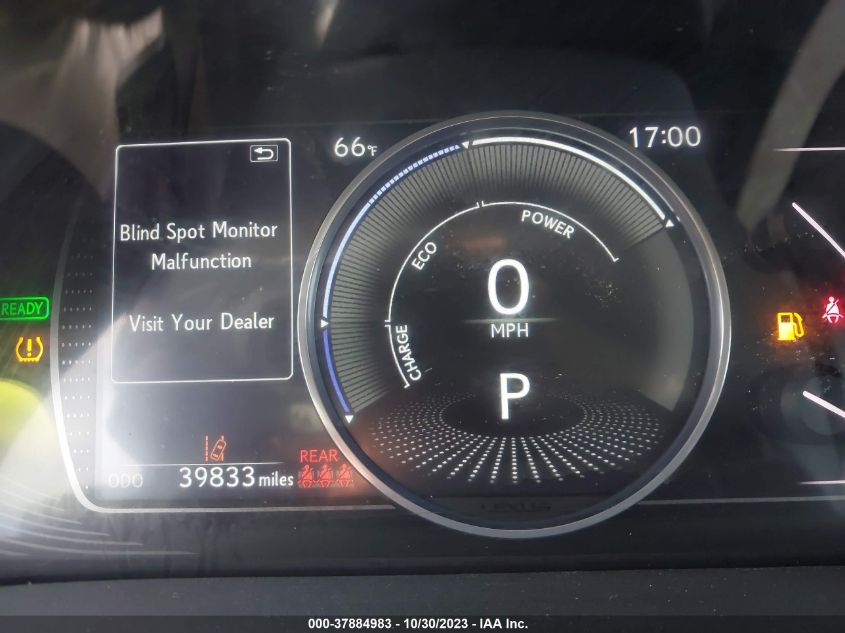 66°F
17:00
Blind Spot Monitor
Malfunction
Visit Your Dealer
READY
POWER
ECO
CHARGE
0
MPH
P
REAR
ODO 39833 miles
LEXUS
000-37884983 / 10/30/2023 - IAA Inc.